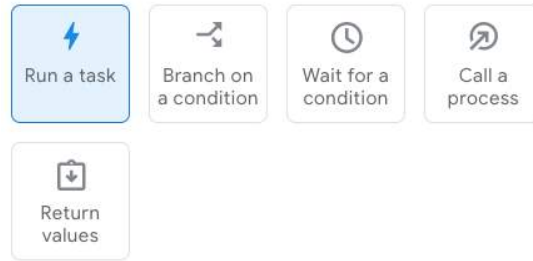 Run a task
Branch on
a condition
Wait for a
condition
Call a
process
Return
values